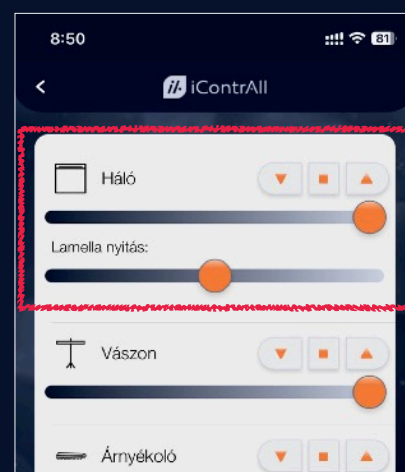 8:50
81
iContrAll
Háló
Lamella nyitás:
Vászon
Árnyékoló